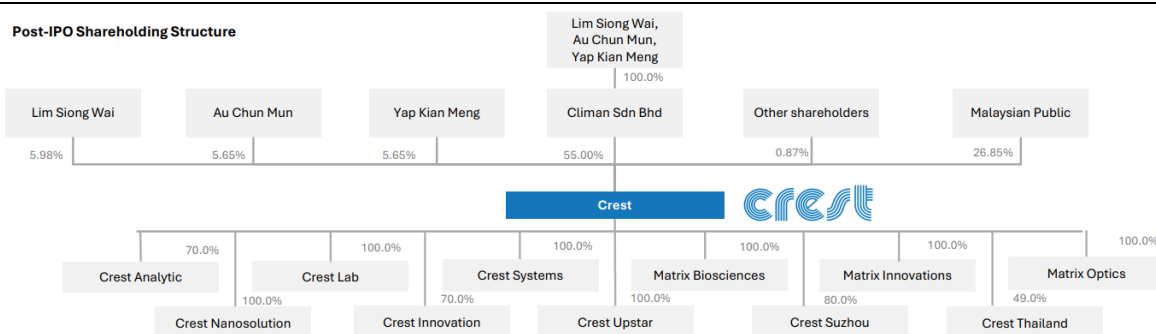 Post-IPO Shareholding Structure
Lim Siong Wai,
Au Chun Mun,
Yap Kian Meng
100.0%
Lim Siong Wai
Au Chun Mun
Yap Kian Meng
Climan Sdn Bhd
Other shareholders
Malaysian Public
5.98%
5.65%
5.65%
55.00%
0.87%
26.85%
Crest
crest
70.0%
100.0%
100.0%
100.0%
100.0%
100.0%
Crest Analytic
Crest Lab
Crest Systems
Matrix Biosciences
Matrix Innovations
Matrix Optics
100.0%
70.0%
100.0%
80.0%
49.0%
Crest Nanosolution
Crest Innovation
Crest Upstar
Crest Suzhou
Crest Thailand